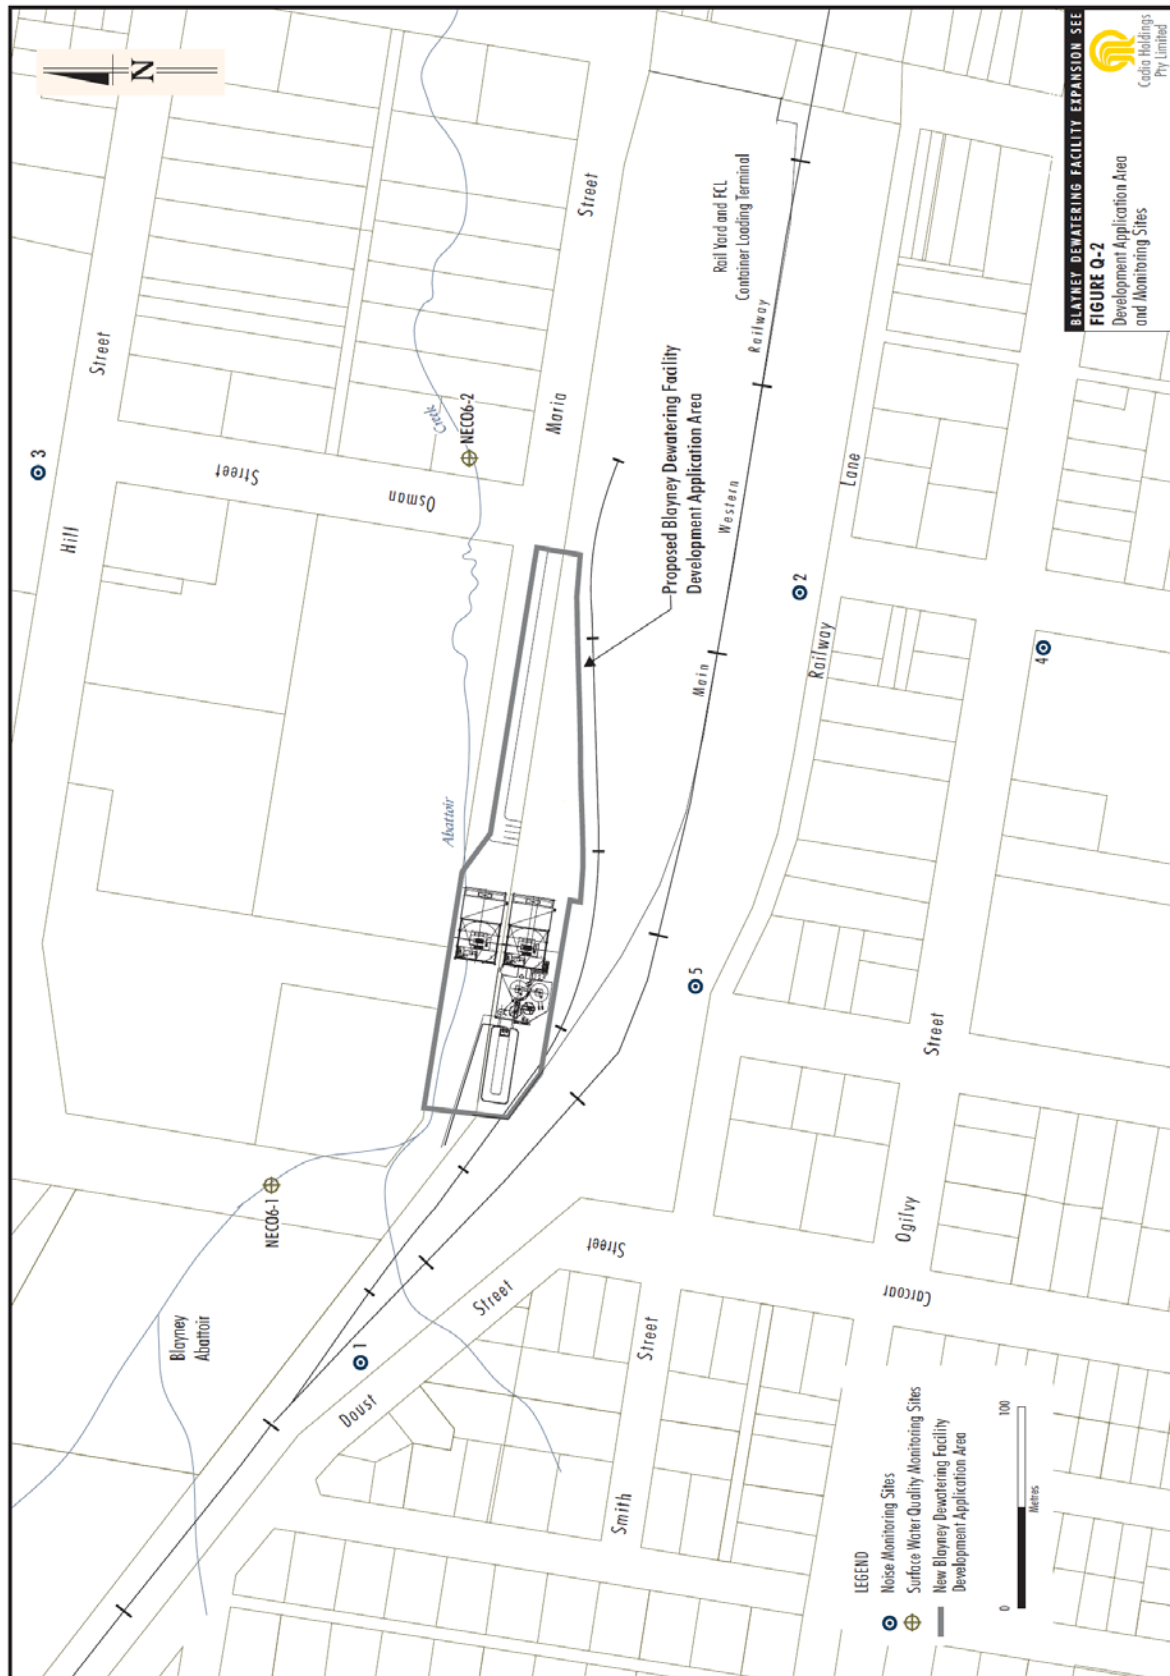 N
3
Hill
Street
Osman
Street
Creek
NECO6-2
Maria
Street
Abattoir
NECO6-1
Blayney
Abattoir
Proposed Blayney Dewatering Facility
Development Application Area
Rail Yard and FCL
Container Loading Terminal
Main
Western
Railway
1
5
2
4
Railway
Lane
Doust
Street
Smith
Street
Carcoar
Street
Ogilvy
Street
LEGEND
Noise Monitoring Sites
Surface Water Quality Monitoring Sites
New Blayney Dewatering Facility
Development Application Area
0
100
Metres
BLAYNEY DEWATERING FACILITY EXPANSION SEE
FIGURE Q-2
Development Application Area
and Monitoring Sites
Cadia Holdings
Pty Limited